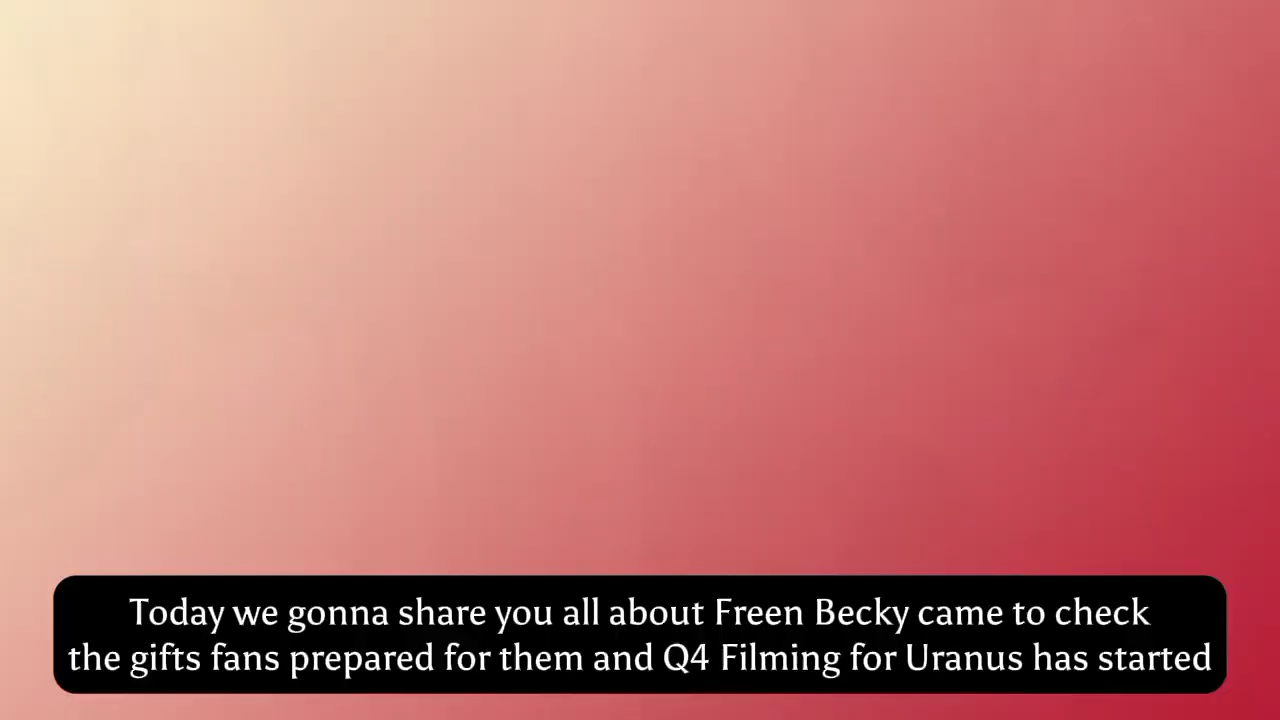 Today we gonna share you all about Freen Becky came to check
the gifts fans prepared for them and Q4 Filming for Uranus has started